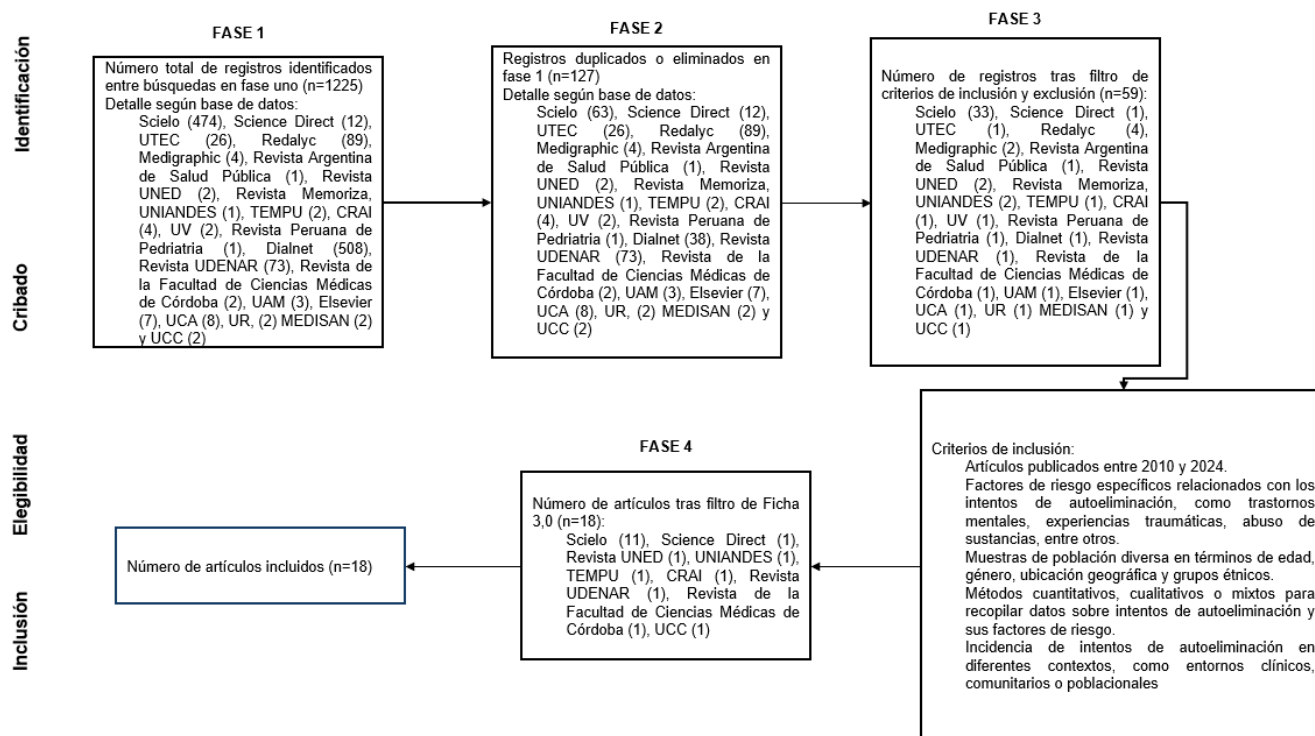 Identificación
Cribado
Elegibilidad
Inclusión
FASE 1
Número total de registros identificados
entre búsquedas en fase uno (n=1225)
Detalle según base de datos:
Scielo (474), Science Direct (12),
UTEC (26), Redalyc (89),
Medigraphic (4), Revista Argentina
de Salud Pública (1), Revista
UNED (2), Revista Memoriza,
UNIANDES (1), TEMPU (2), CRAI
(4), UV (2), Revista Peruana de
Pediatria (1), Dialnet (508),
Revista UDENAR (73), Revista de
la Facultad de Ciencias Médicas
de Córdoba (2), UAM (3), Elsevier
(7), UCA (8), UR, (2) MEDISAN (2)
y UCC (2)
FASE 2
Registros duplicados o eliminados en
fase 1 (n=127)
Detalle según base de datos:
Scielo (63), Science Direct (12),
UTEC (26), Redalyc (89),
Medigraphic (4), Revista Argentina
de Salud Pública (1), Revista
UNED (2), Revista Memoriza,
UNIANDES (1), TEMPU (2), CRAI
(4), UV (2), Revista Peruana de
Pediatria (1), Dialnet (38), Revista
UDENAR (73), Revista de la
Facultad de Ciencias Médicas de
Córdoba (2), UAM (3), Elsevier (7),
UCA (8), UR, (2) MEDISAN (2) y
UCC (2)
FASE 3
Número de registros tras filtro de
criterios de inclusión y exclusión (n=59):
Scielo (33), Science Direct (1),
UTEC (1), Redalyc (4),
Medigraphic (2), Revista Argentina
de Salud Pública (1), Revista
UNED (2), Revista Memoriza,
UNIANDES (2), TEMPU (1), CRAI
(1), UV (1), Revista Peruana de
Pediatria (1), Dialnet (1), Revista
UDENAR (1), Revista de la
Facultad de Ciencias Médicas de
Córdoba (1), UAM (1), Elsevier (1),
UCA (1), UR (1) MEDISAN (1) y
UCC (1)
Criterios de inclusión:
Artículos publicados entre 2010 y 2024.
Factores de riesgo específicos relacionados con los
intentos de autoeliminación, como trastornos
mentales, experiencias traumáticas, abuso de
sustancias, entre otros.
Muestras de población diversa en términos de edad,
género, ubicación geográfica y grupos étnicos.
Métodos cuantitativos, cualitativos o mixtos para
recopilar datos sobre intentos de autoeliminación y
sus factores de riesgo.
Incidencia de intentos de autoeliminación en
diferentes contextos, como entornos clínicos,
comunitarios o poblacionales
FASE 4
Número de artículos tras filtro de Ficha
3,0 (n=18):
Scielo (11), Science Direct (1),
Revista UNED (1), UNIANDES (1),
TEMPU (1), CRAI (1), Revista
UDENAR (1), Revista de la
Facultad de Ciencias Médicas de
Córdoba (1), UCC (1)
Número de artículos incluidos (n=18)